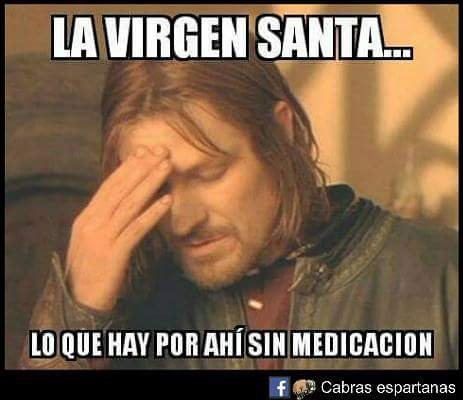 LA VIRGEN SANTA...
LO QUE HAY POR AHÍ SIN MEDICACION
Cabras espartanas